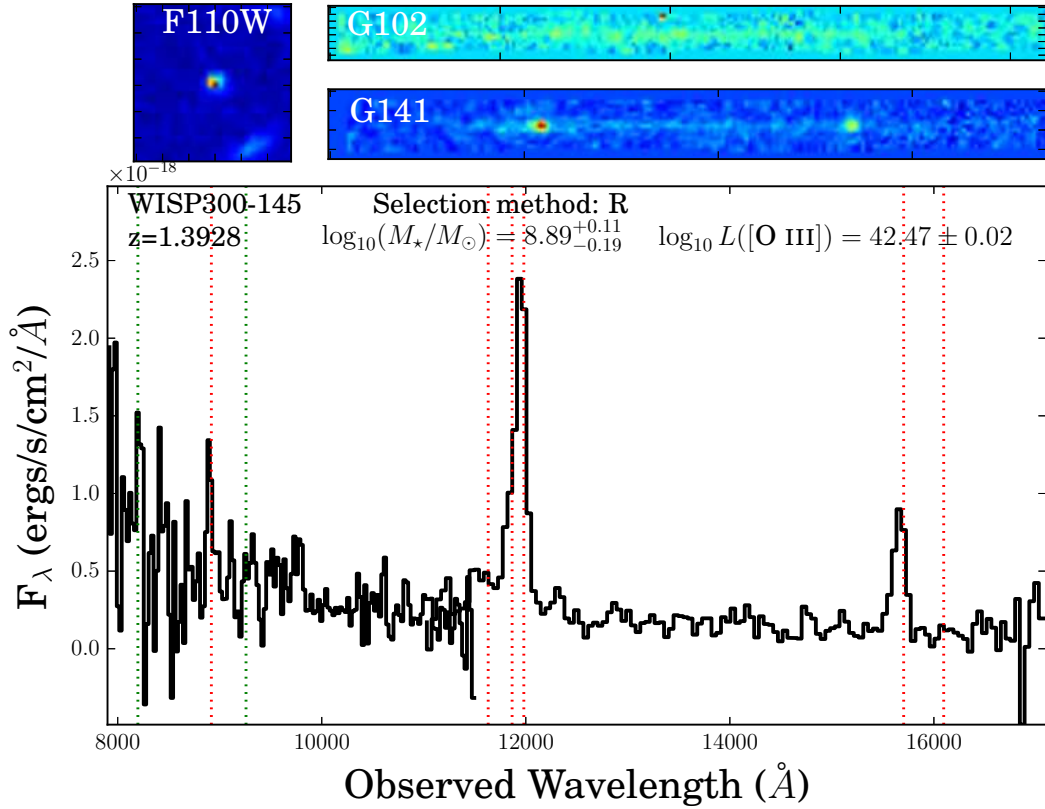 F110W
G102
G141
×10⁻¹⁸
WISP300-145 Selection method: R
z=1.3928 log₁₀(M⋆/M⊙) = 8.89+0.11−0.19 log₁₀ L([O III]) = 42.47 ± 0.02
2.5
2.0
1.5
1.0
0.5
0.0
F_λ (ergs/s/cm²/Å)
8000 10000 12000 14000 16000
Observed Wavelength (Å)